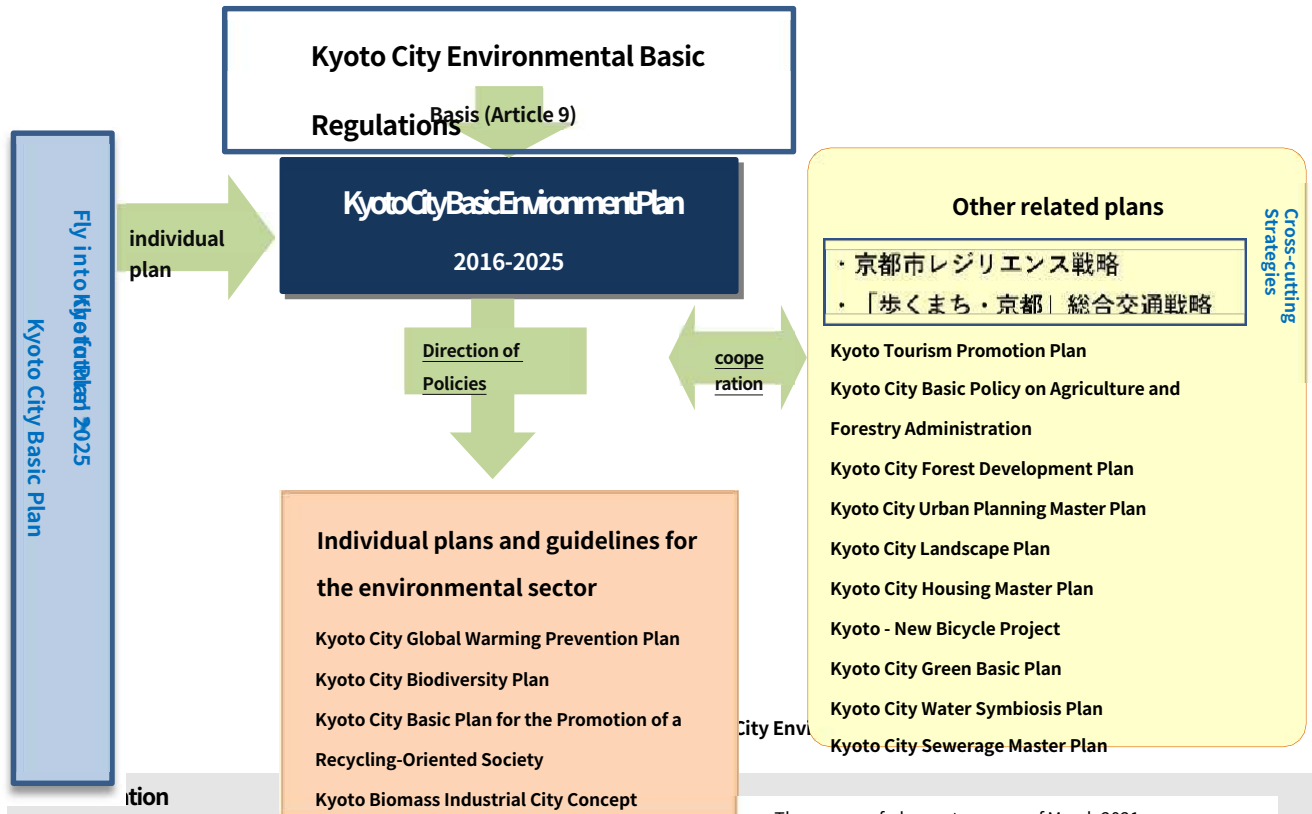 Kyoto City Environmental Basic
Regulations
Basis (Article 9)
Kyoto City Basic Environment Plan
2016-2025
individual
plan
Kyoto City Basic Plan
Direction of
Policies
coope
ration
Other related plans
Cross-cutting
Strategies
・京都市レジリエンス戦略
・「歩くまち・京都」総合交通戦略
Kyoto Tourism Promotion Plan
Kyoto City Basic Policy on Agriculture and
Forestry Administration
Kyoto City Forest Development Plan
Kyoto City Urban Planning Master Plan
Kyoto City Landscape Plan
Kyoto City Housing Master Plan
Kyoto - New Bicycle Project
Kyoto City Green Basic Plan
Kyoto City Water Symbiosis Plan
Kyoto City Sewerage Master Plan
Individual plans and guidelines for
the environmental sector
Kyoto City Global Warming Prevention Plan
Kyoto City Biodiversity Plan
Kyoto City Basic Plan for the Promotion of a
Recycling-Oriented Society
Kyoto Biomass Industrial City Concept
Fly into
2025
City